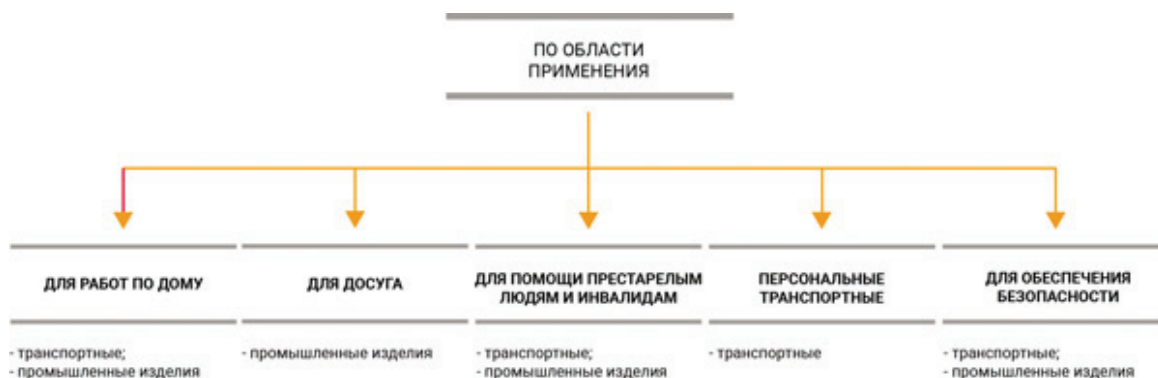 ПО ОБЛАСТИ
ПРИМЕНЕНИЯ
ДЛЯ РАБОТ ПО ДОМУ
- транспортные;
- промышленные изделия
ДЛЯ ДОСУГА
- промышленные изделия
ДЛЯ ПОМОЩИ ПРЕСТАРЕЛЫМ
ЛЮДЯМ И ИНВАЛИДАМ
- транспортные;
- промышленные изделия
ПЕРСОНАЛЬНЫЕ
ТРАНСПОРТНЫЕ
- транспортные
ДЛЯ ОБЕСПЕЧЕНИЯ
БЕЗОПАСНОСТИ
- транспортные;
- промышленные изделия